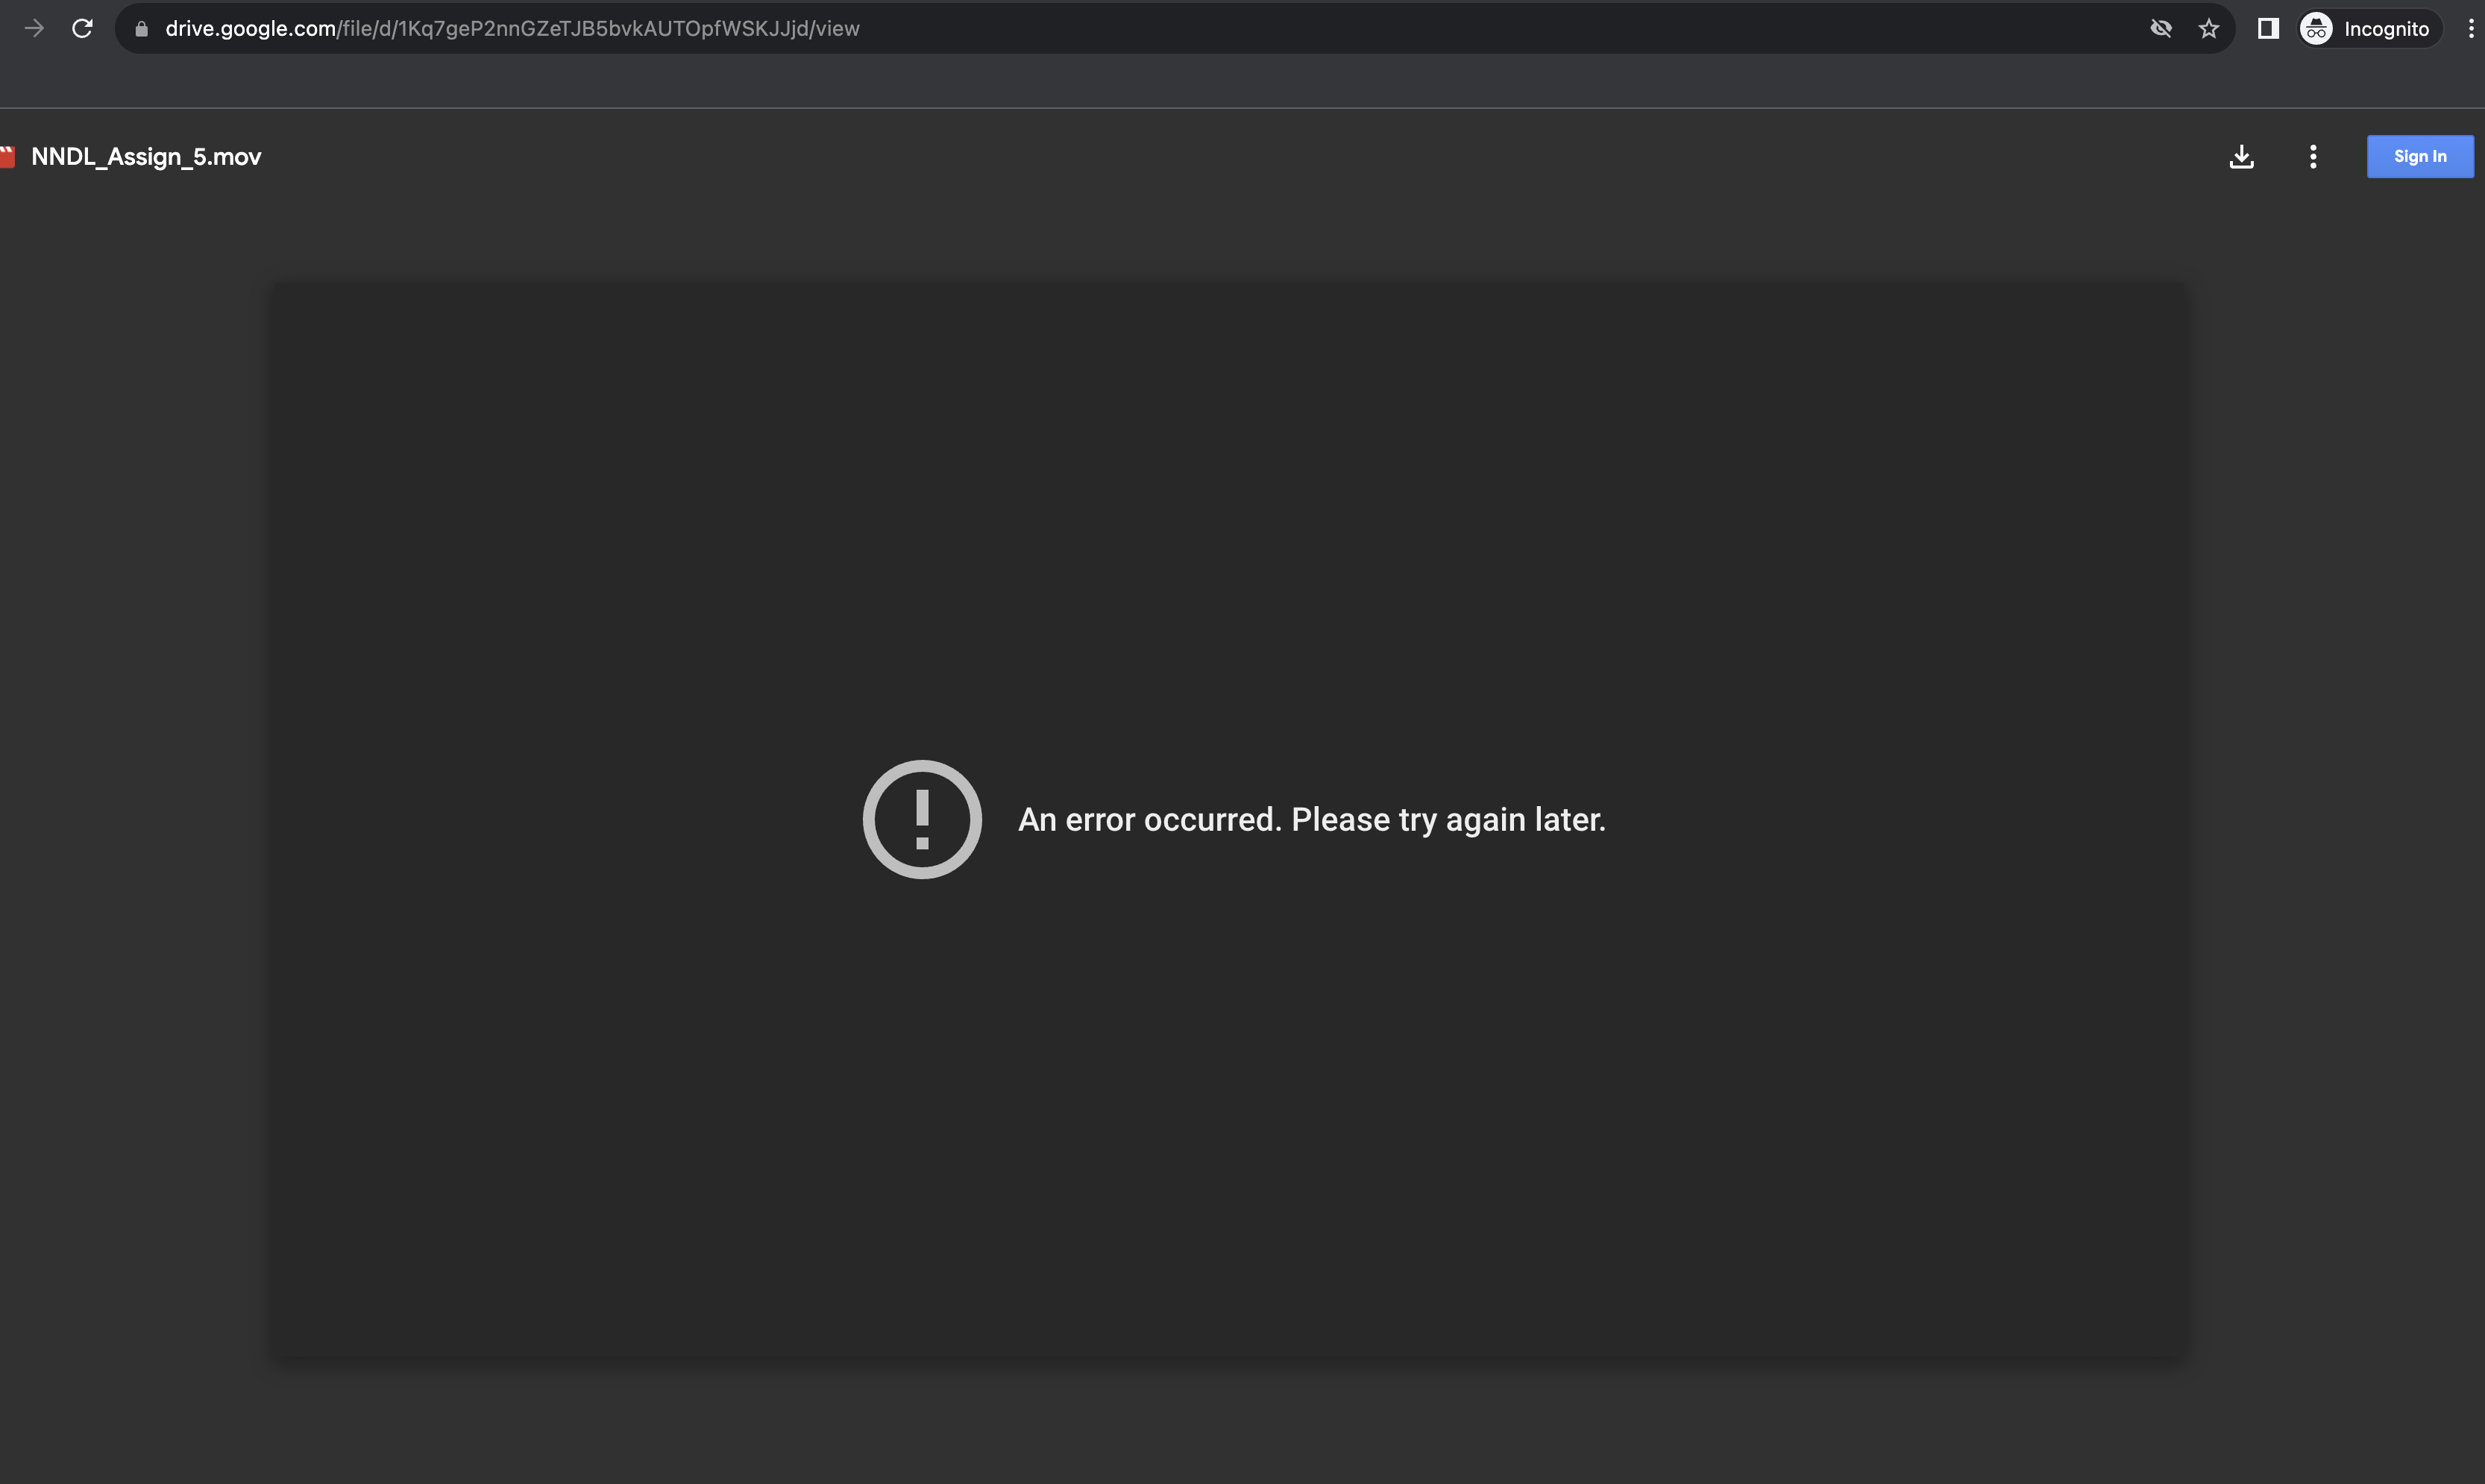 drive.google.com/file/d/1Kq7geP2nnGZeTJB5bvkAUTOpfWSKJJjd/view
Incognito
NNDL_Assign_5.mov
Sign In
An error occurred. Please try again later.